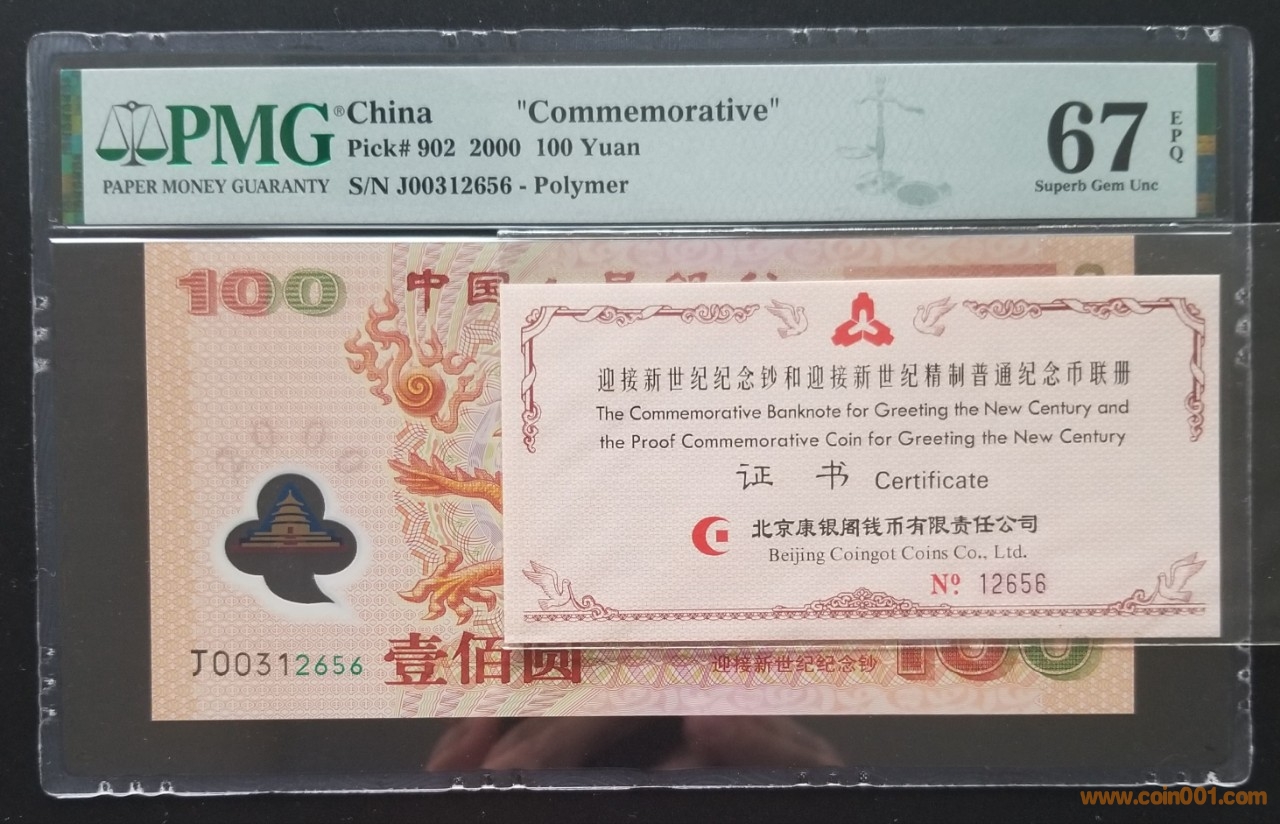 PMG® China "Commemorative"
Pick# 902 2000 100 Yuan
PAPER MONEY GUARANTY S/N J00312656 - Polymer
67
EPQ
Superb Gem Unc
100 中国
迎接新世纪纪念钞和迎接新世纪精制普通纪念币联册
The Commemorative Banknote for Greeting the New Century and
the Proof Commemorative Coin for Greeting the New Century
证书 Certificate
北京康银阁钱币有限责任公司
Beijing Coingot Coins Co., Ltd.
Nº 12656
J00312656 壹佰圆 迎接新世纪纪念钞 100
www.coin001.com